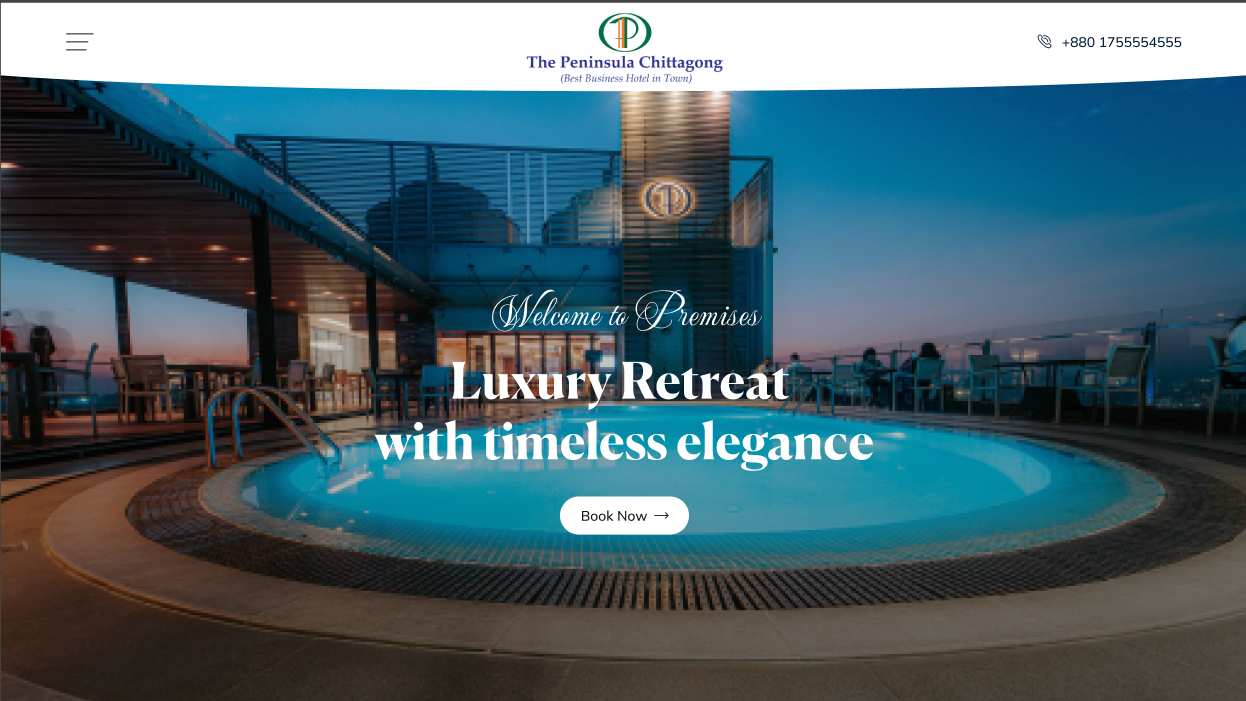 The Peninsula Chittagong
(Best Business Hotel in Town)
+880 1755554555
Welcome to Premises
Luxury Retreat
with timeless elegance
Book Now